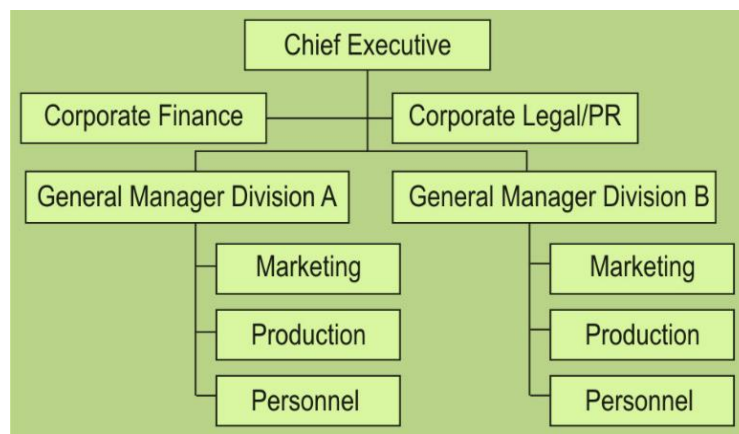 Chief Executive
Corporate Finance
Corporate Legal/PR
General Manager Division A
General Manager Division B
Marketing
Production
Personnel
Marketing
Production
Personnel